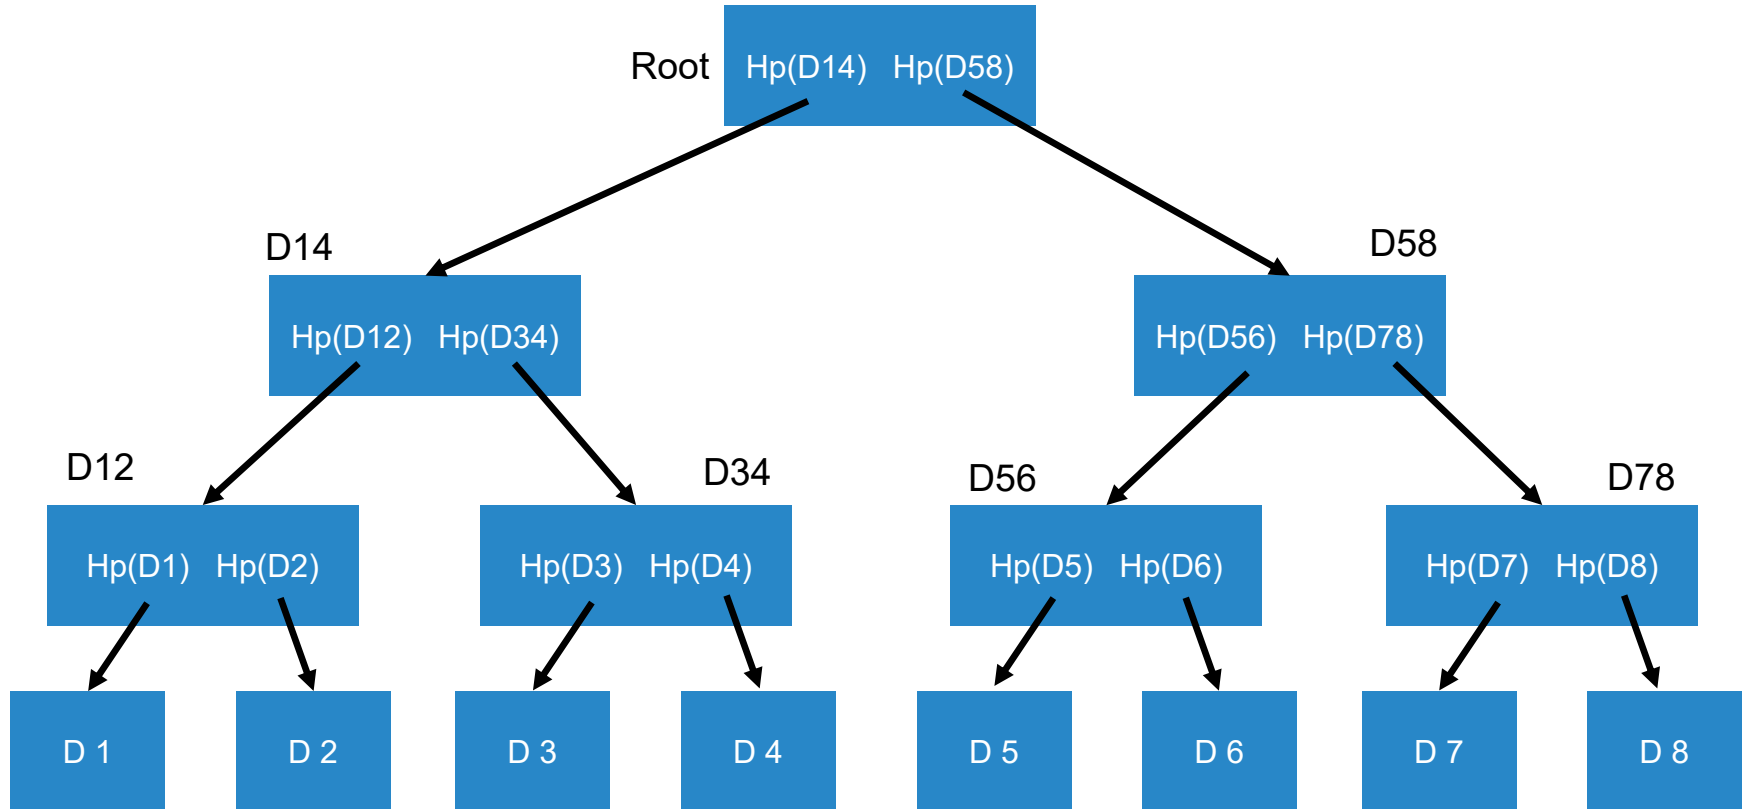 Root
Hp(D14) Hp(D58)
D14
D58
Hp(D12) Hp(D34)
Hp(D56) Hp(D78)
D12
D34
D56
D78
Hp(D1) Hp(D2)
Hp(D3) Hp(D4)
Hp(D5) Hp(D6)
Hp(D7) Hp(D8)
D 1
D 2
D 3
D 4
D 5
D 6
D 7
D 8